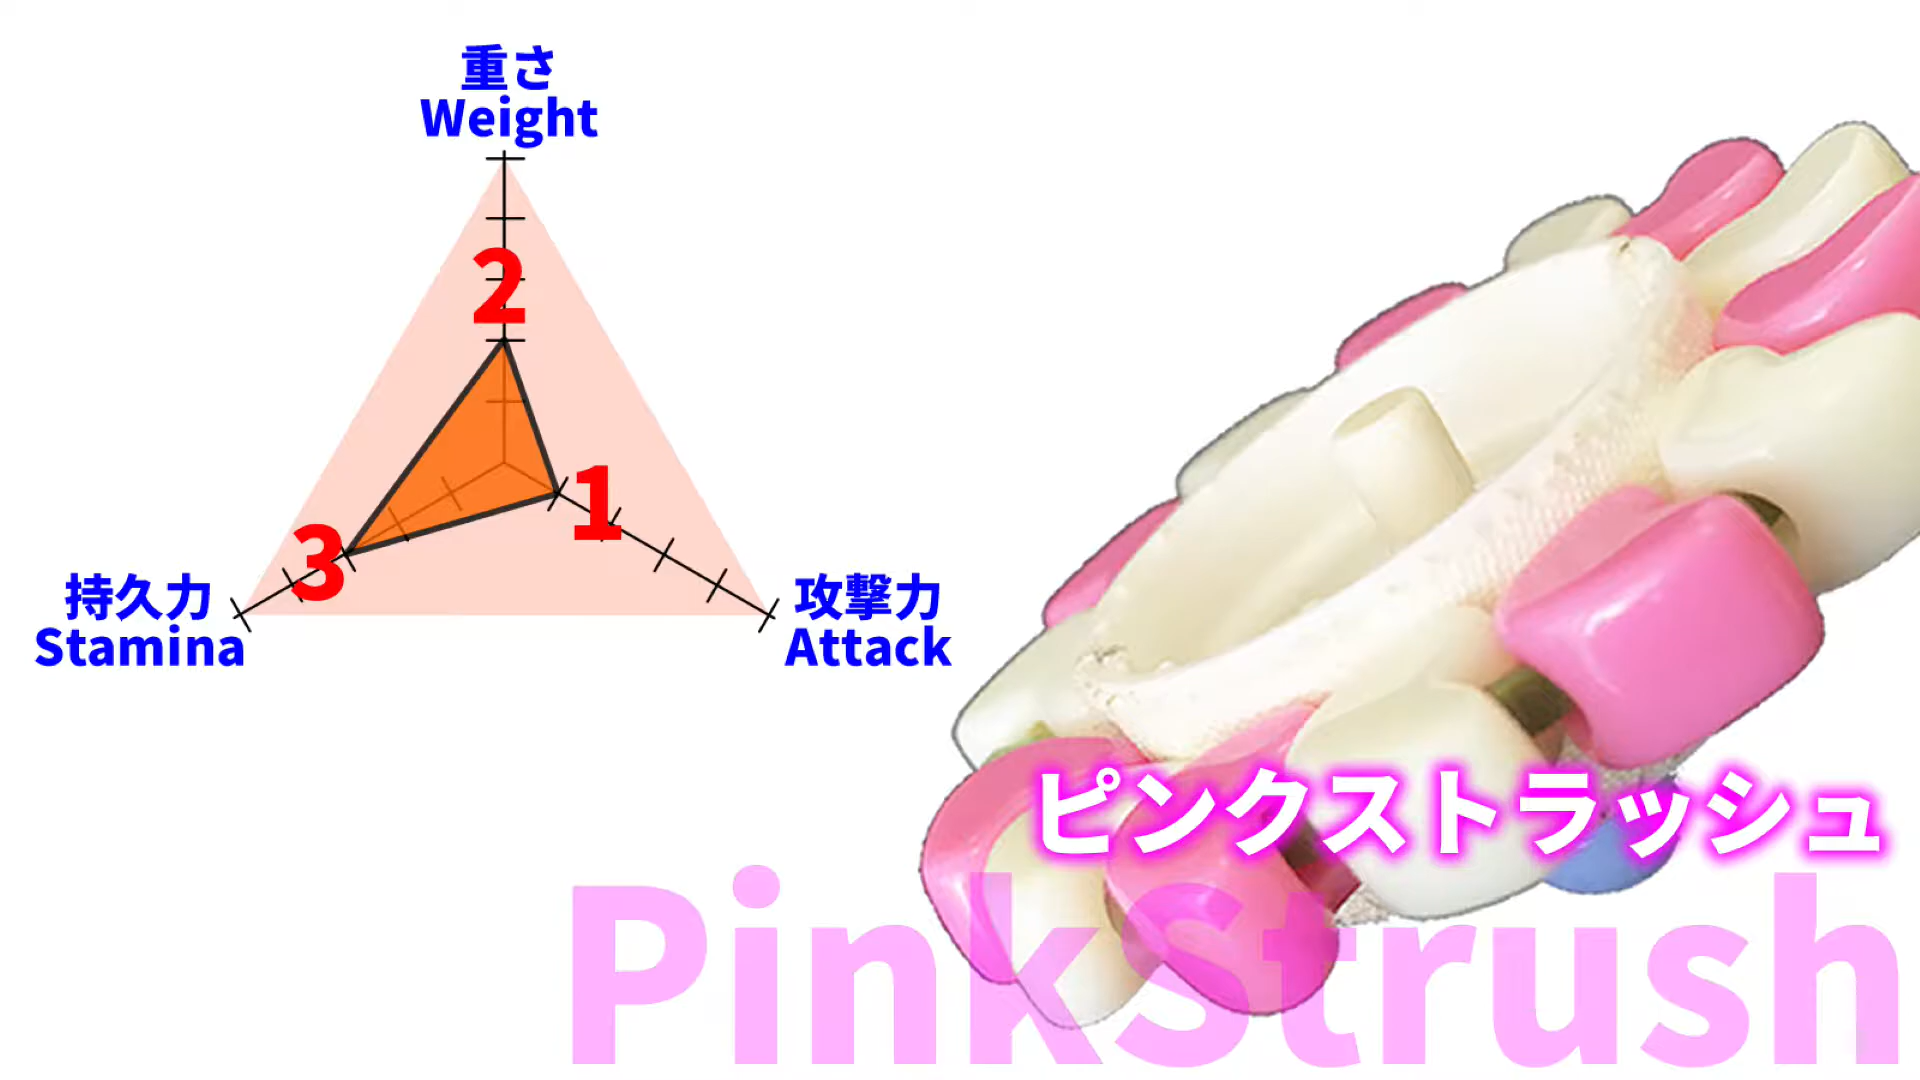 重さ
Weight
2
1
3
持久力
Stamina
攻撃力
Attack
ピンクストラッシュ
PinkStrush